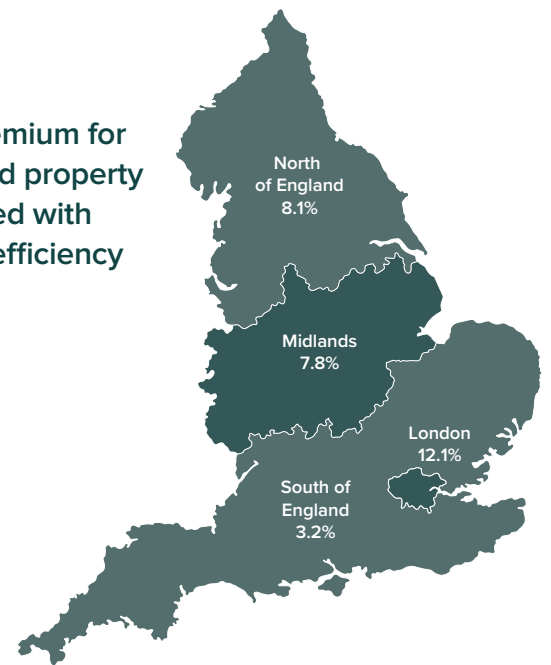 emium for
d property
ed with
efficiency
North
of England
8.1%
Midlands
7.8%
London
12.1%
South of
England
3.2%